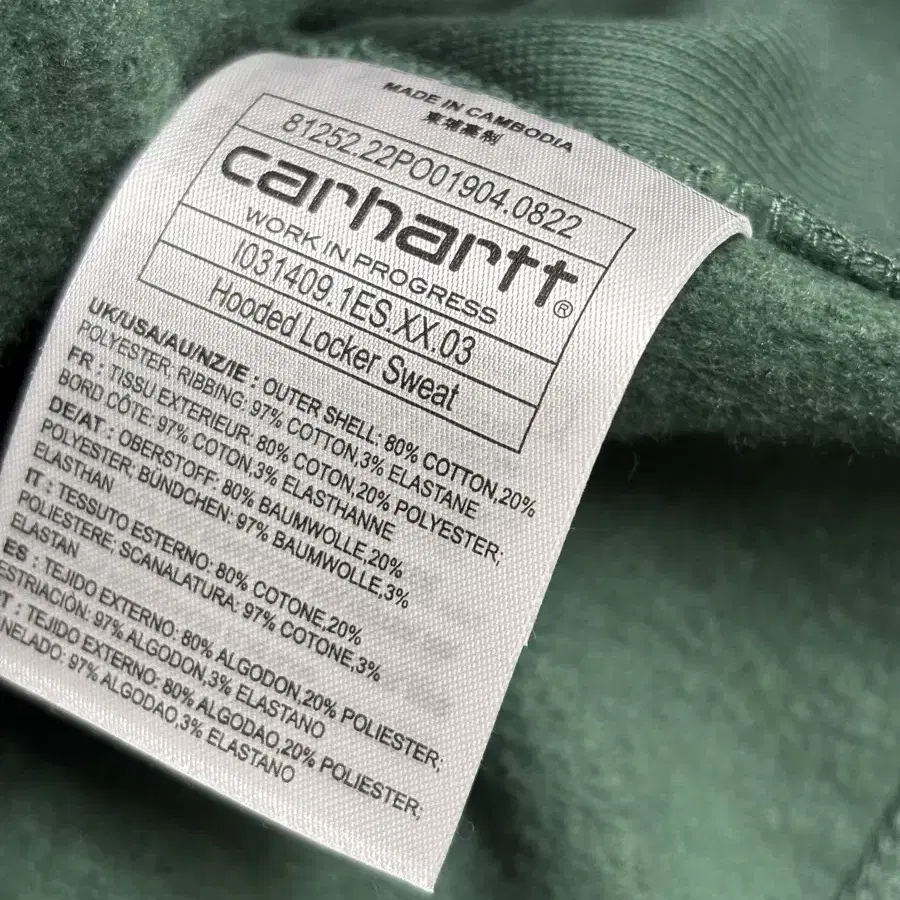 MADE IN CAMBODIA
柬埔寨制
81252.22PO01904.0822
carhartt®
WORK IN PROGRESS
I031409.1ES.XX.03
Hooded Locker Sweat
UK/USA/AU/NZ/IE : OUTER SHELL: 80% COTTON,20%
POLYESTER; RIBBING: 97% COTTON,3% ELASTANE
FR : TISSU EXTERIEUR: 80% COTON,20% POLYESTER;
BORD CÔTE: 97% COTON,3% ELASTHANNE
DE/AT : OBERSTOFF: 80% BAUMWOLLE,20%
POLYESTER; BÜNDCHEN: 97% BAUMWOLLE,3%
ELASTHAN
IT : TESSUTO ESTERNO: 80% COTONE,20%
POLIESTERE; SCANALATURA: 97% COTONE,3%
ELASTAN
ES : TEJIDO EXTERNO: 80% ALGODON,20% POLIESTER;
ESTRIACIÓN: 97% ALGODON,3% ELASTANO
PT : TEJIDO EXTERNO: 80% ALGODAO,20% POLIESTER;
NELADO: 97% ALGODAO,3% ELASTANO